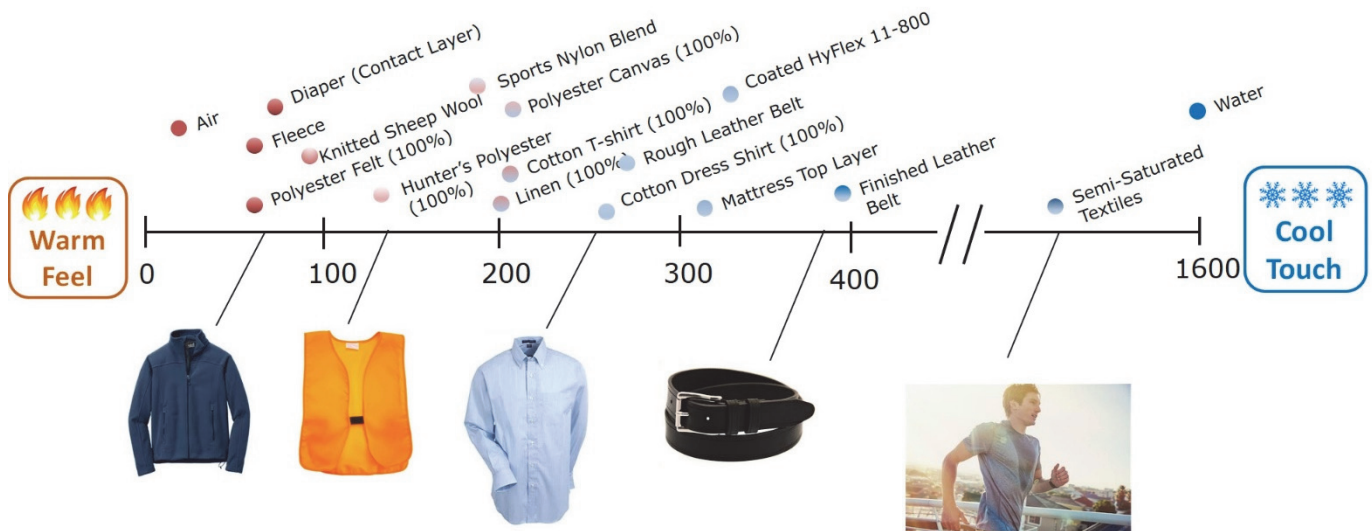 Air
Diaper (Contact Layer)
Fleece
Knitted Sheep Wool
Polyester Felt (100%)
Sports Nylon Blend
Polyester Canvas (100%)
Hunter's Polyester
(100%)
Cotton T-shirt (100%)
Linen (100%)
Coated HyFlex 11-800
Rough Leather Belt
Cotton Dress Shirt (100%)
Mattress Top Layer
Finished Leather
Belt
Semi-Saturated
Textiles
Water
Warm
Feel
Cool
Touch
0
100
200
300
400
1600